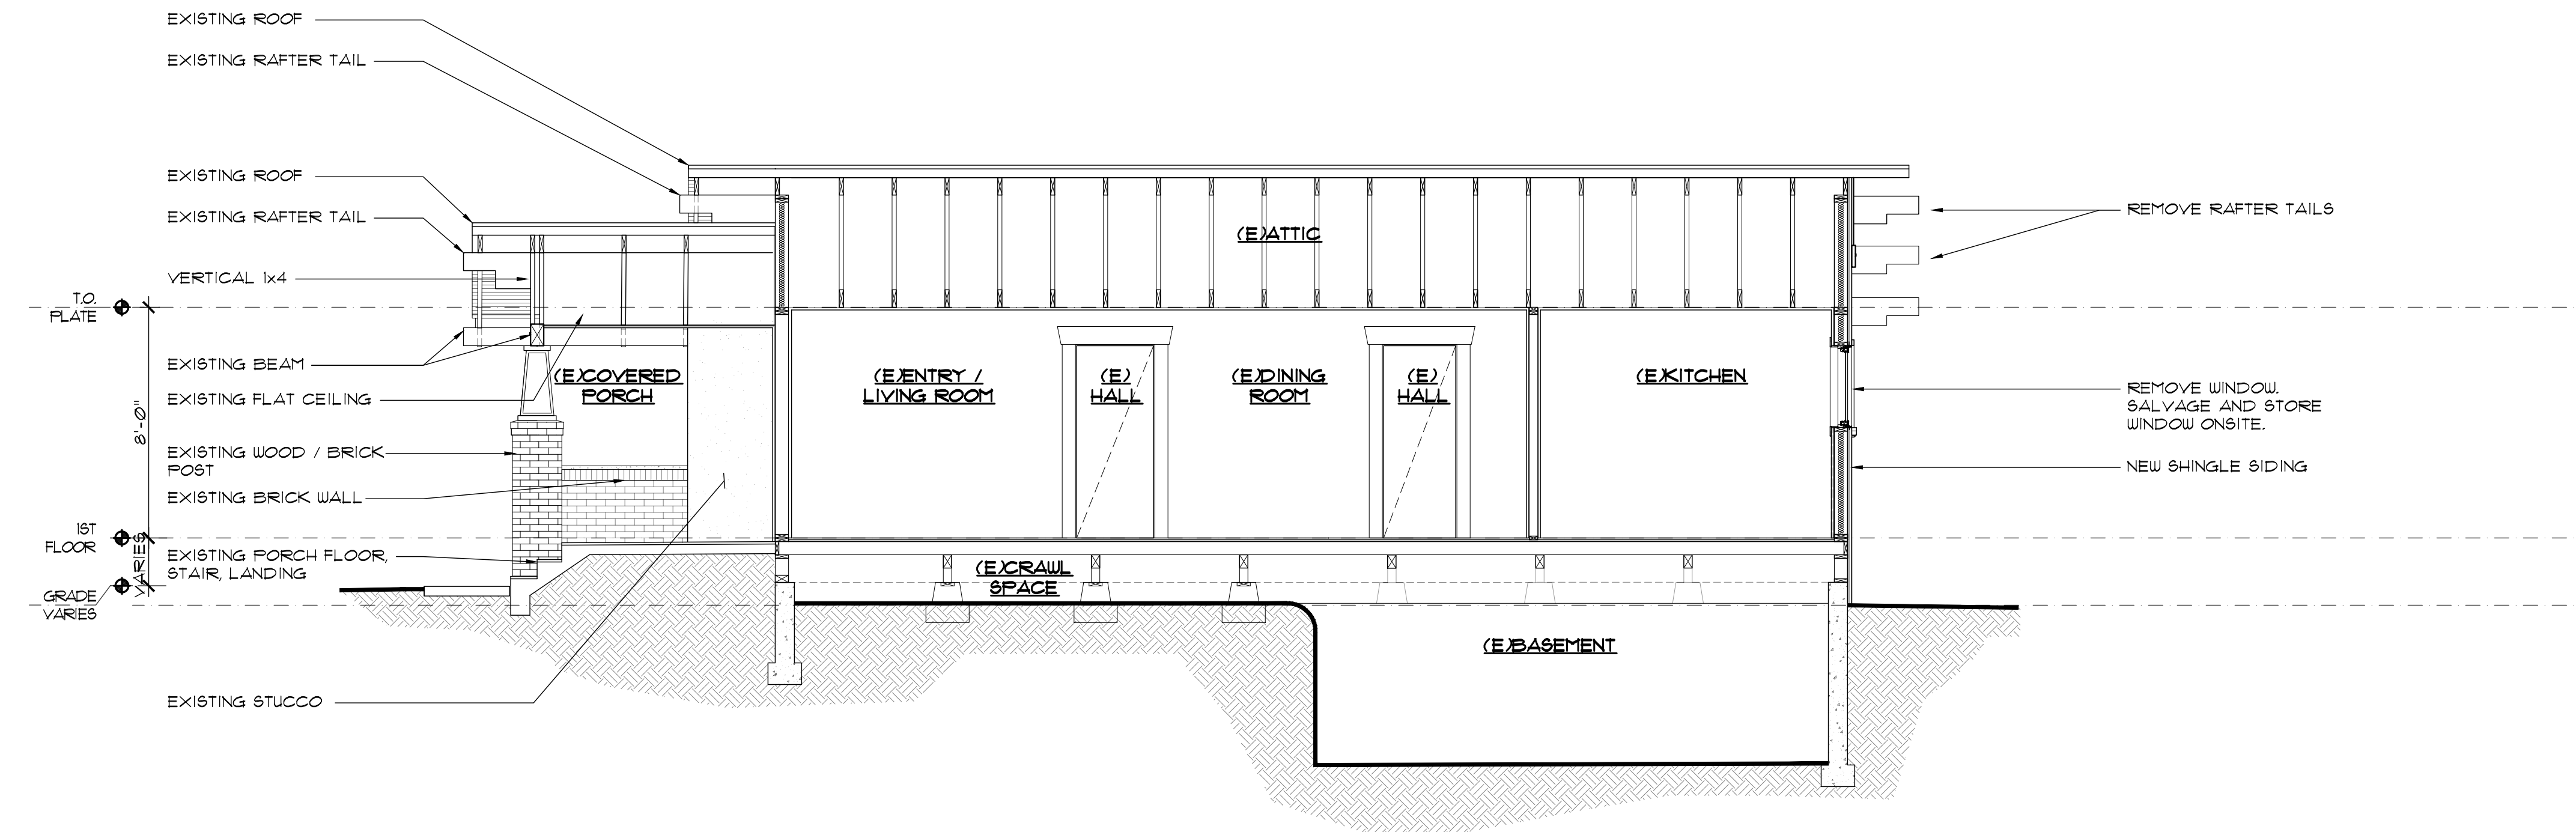 EXISTING ROOF
EXISTING RAFTER TAIL
EXISTING ROOF
EXISTING RAFTER TAIL
VERTICAL 1x4
T.O.
PLATE
EXISTING BEAM
EXISTING FLAT CEILING
8'-0"
EXISTING WOOD / BRICK
POST
EXISTING BRICK WALL
1ST
FLOOR
EXISTING PORCH FLOOR,
STAIR, LANDING
VARIES
GRADE
VARIES
EXISTING STUCCO
(E)COVERED
PORCH
(E)ATTIC
(E)ENTRY /
LIVING ROOM
(E)
HALL
(E)DINING
ROOM
(E)
HALL
(E)KITCHEN
(E)CRAWL
SPACE
(E)BASEMENT
REMOVE RAFTER TAILS
REMOVE WINDOW.
SALVAGE AND STORE
WINDOW ONSITE.
NEW SHINGLE SIDING